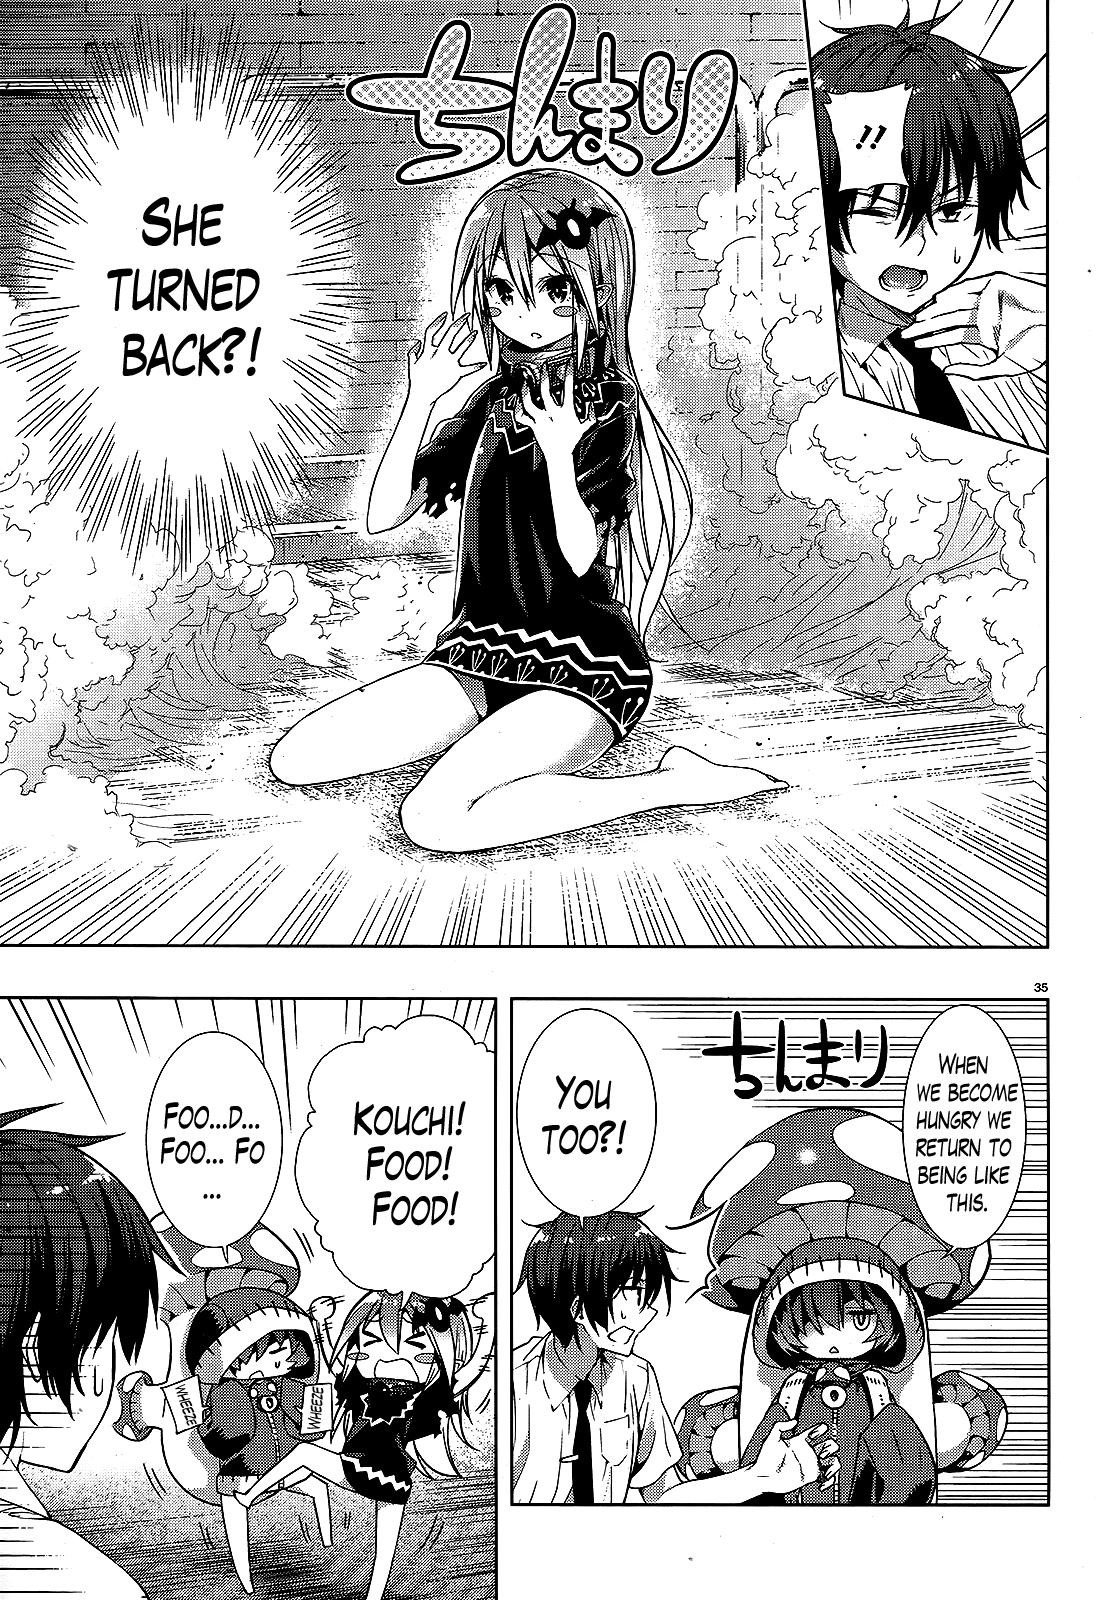 !!
ちんまり
SHE
TURNED
BACK?!
35
WHEN
WE BECOME
HUNGRY WE
RETURN TO
BEING LIKE
THIS.
ちんまり
YOU
TOO?!
KOUCHI!
FOOD!
FOOD!
FOO...D...
FOO... FO
...
WHEEZE
WHEEZE